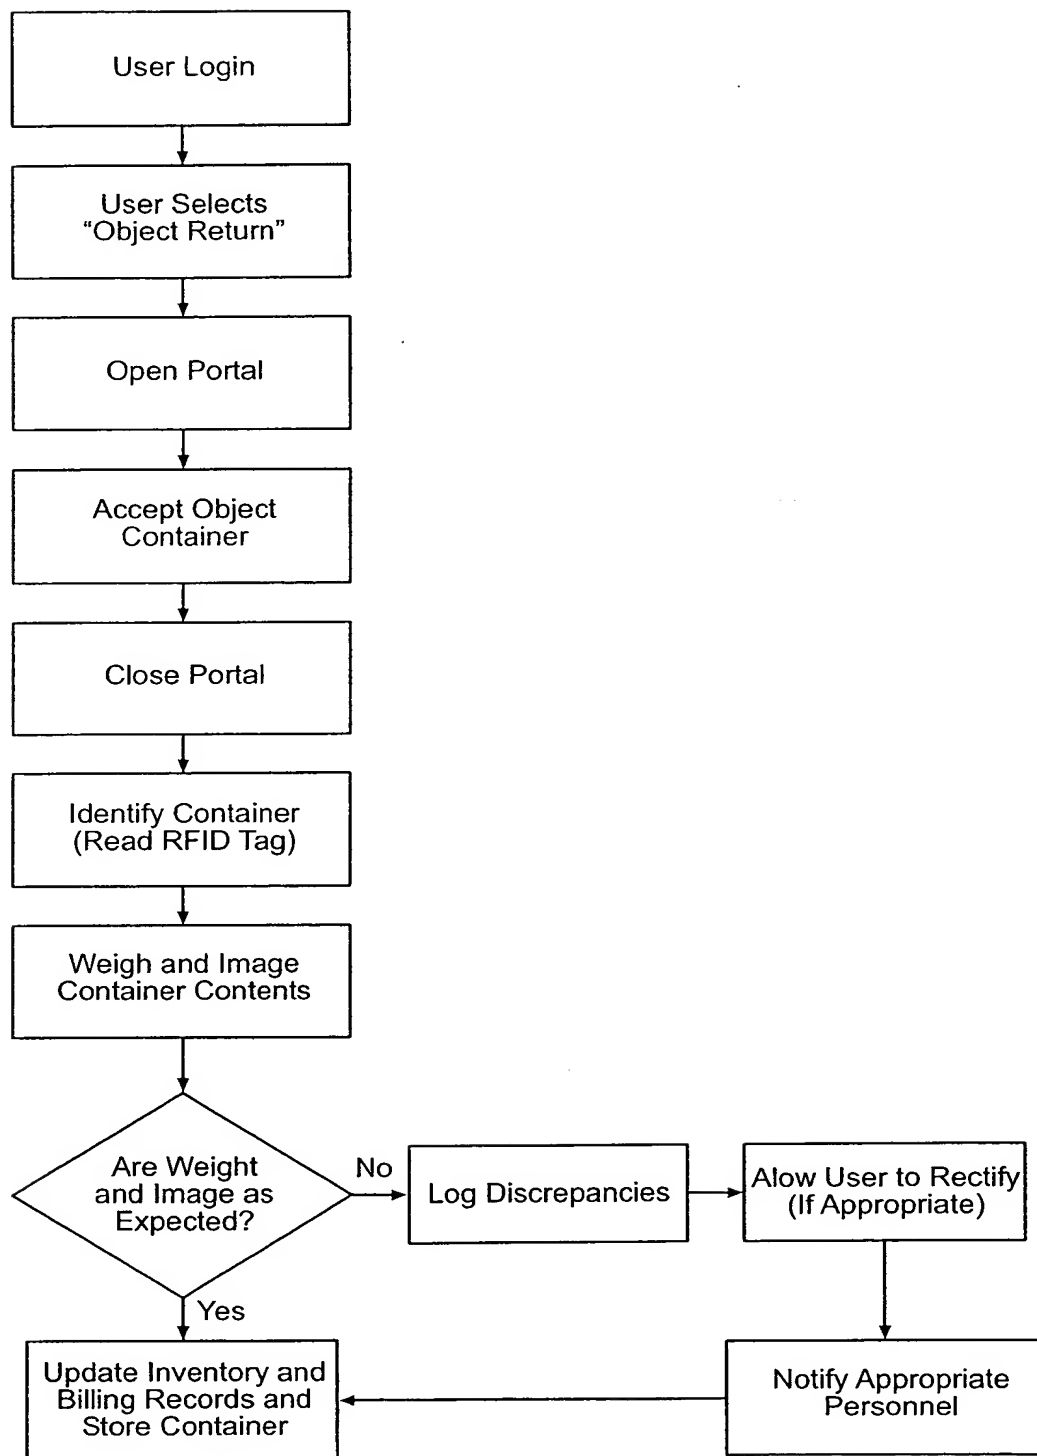 User Login
User Selects
“Object Return”
Open Portal
Accept Object
Container
Close Portal
Identify Container
(Read RFID Tag)
Weigh and Image
Container Contents
Are Weight
and Image as
Expected?
No
Log Discrepancies
Alow User to Rectify
(If Appropriate)
Yes
Update Inventory and
Billing Records and
Store Container
Notify Appropriate
Personnel